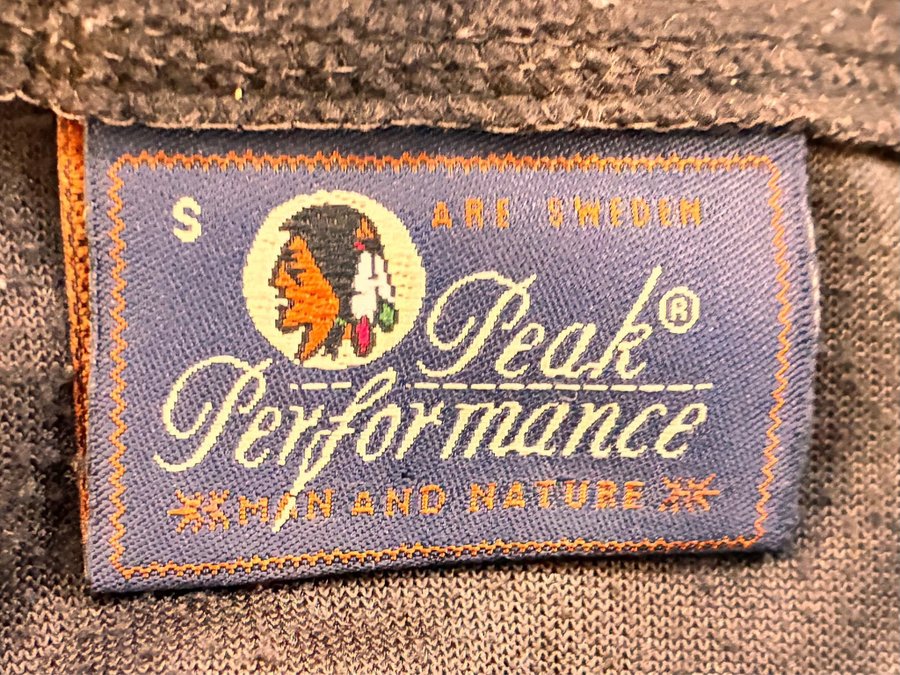 S
ARE SWEDEN
Peak®
Performance
MAN AND NATURE